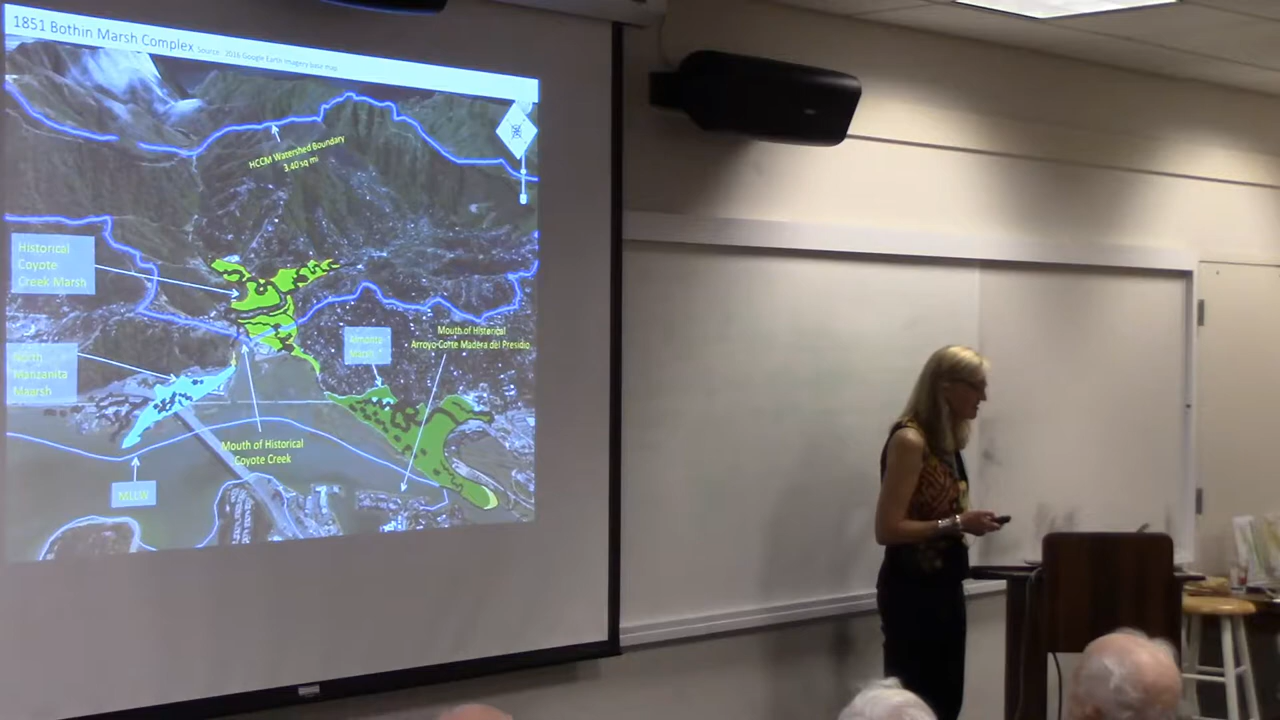 1851 Bothin Marsh Complex Source: 2016 Google Earth Imagery base map
HCCM Watershed Boundary
3.40 sq mi
Historical
Coyote
Creek Marsh
Almonte
Marsh
Mouth of Historical
Arroyo Corte Madera del Presidio
North
Manzanita
Maarsh
Mouth of Historical
Coyote Creek
MLLW